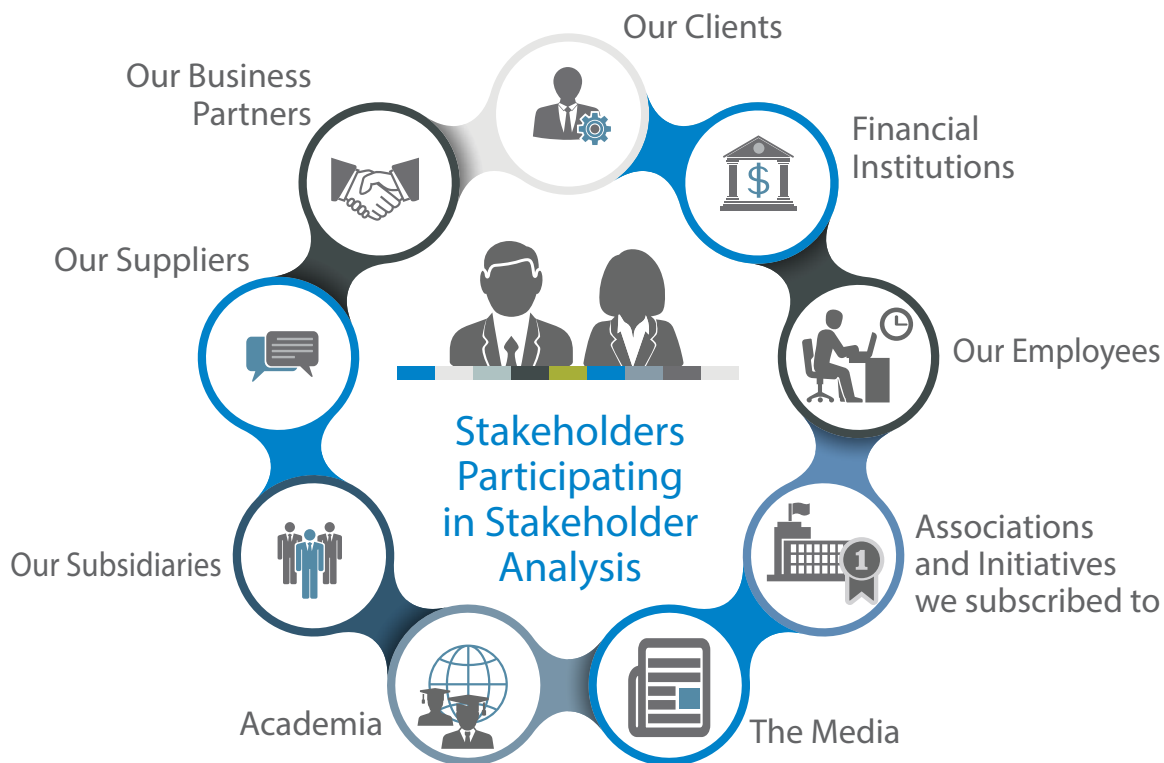 Our Clients
Financial
Institutions
Our Employees
Associations
and Initiatives
we subscribed to
The Media
Academia
Our Subsidiaries
Our Suppliers
Our Business
Partners
$
1
Stakeholders
Participating
in Stakeholder
Analysis